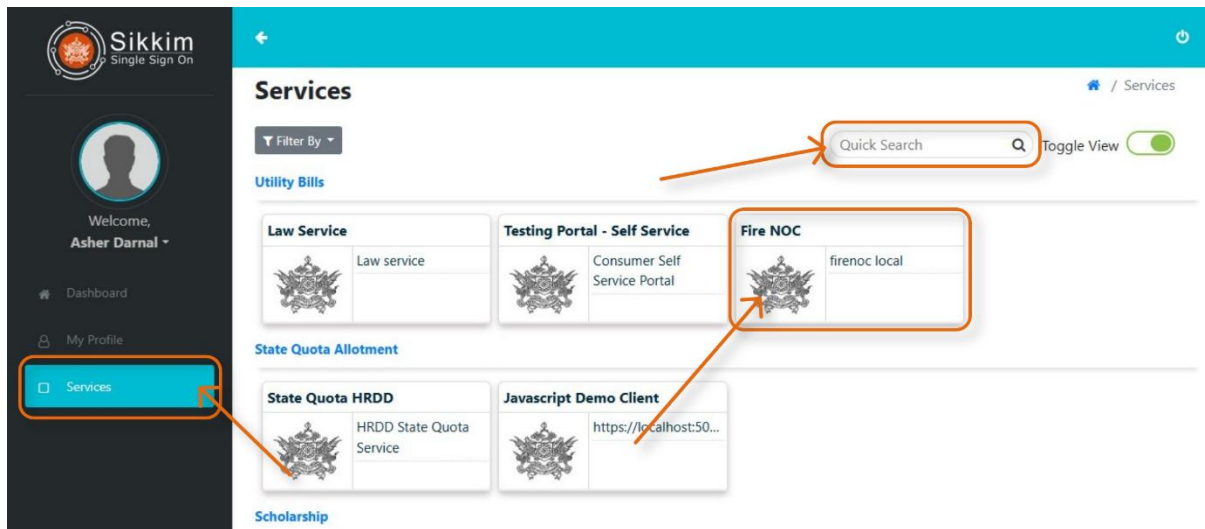 Sikkim
Single Sign On
Welcome,
Asher Darnal
Dashboard
My Profile
Services
Services
/ Services
Filter By
Quick Search
Toggle View
Utility Bills
Law Service
Law service
Testing Portal - Self Service
Consumer Self
Service Portal
Fire NOC
firenoc local
State Quota Allotment
State Quota HRDD
HRDD State Quota
Service
Javascript Demo Client
https://localhost:50...
Scholarship